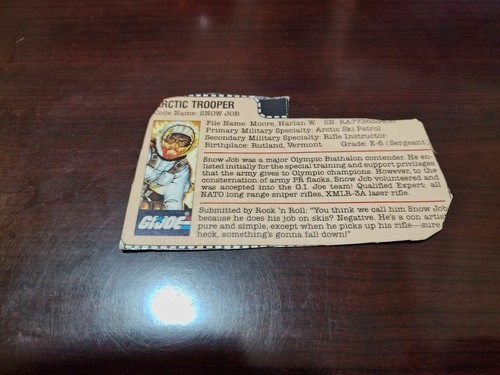 ARCTIC TROOPER
Code Name: SNOW JOB
File Name: Moore, Harlan W. SN:
Primary Military Specialty: Arctic Ski Patrol
Secondary Military Specialty: Rifle Instructor
Birthplace: Rutland, Vermont Grade: E-6 (Sergeant
Snow Job was a major Olympic Biathalon contender. He en-
listed initially for the special training and support privileges
that the army gives to Olympic champions. However, to the
consternation of army PR flacks, Snow Job volunteered and
was accepted into the G.I. Joe team! Qualified Expert: all
NATO long range sniper rifles, XMLR-3A laser rifle.
GI JOE
Submitted by Rock 'n Roll: "You think we call him Snow Job
because he does his job on skis? Negative. He's a con artist
pure and simple, except when he picks up his rifle—sure
heck, something's gonna fall down!"